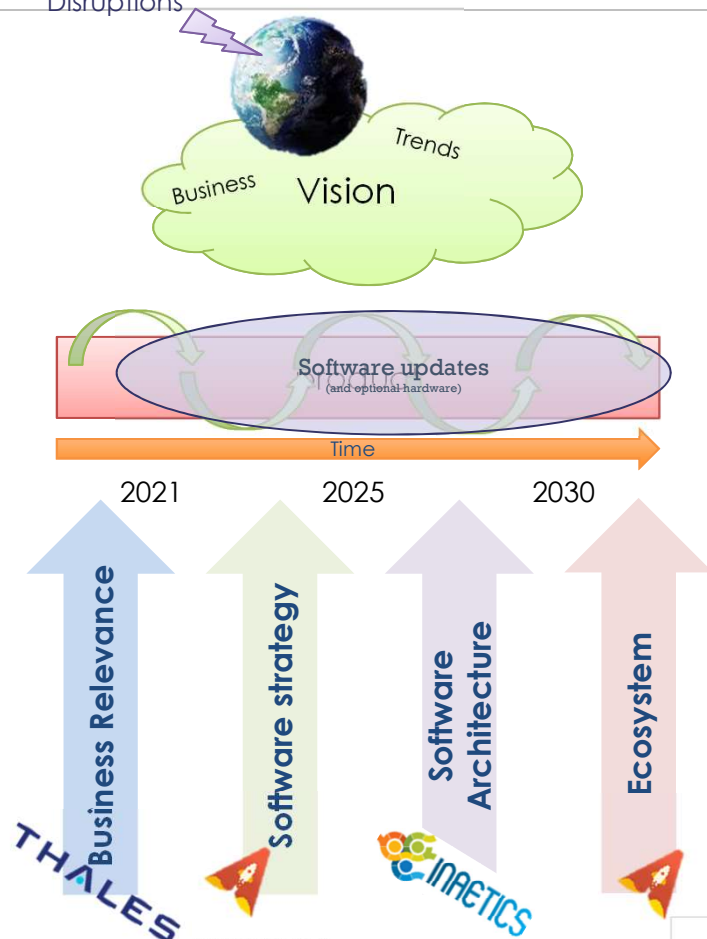 Disruptions
Trends
Business
Vision
Software updates
(and optional hardware)
Time
2021
2025
2030
Business Relevance
Software strategy
Software
Architecture
Ecosystem
THALES
INAETICS